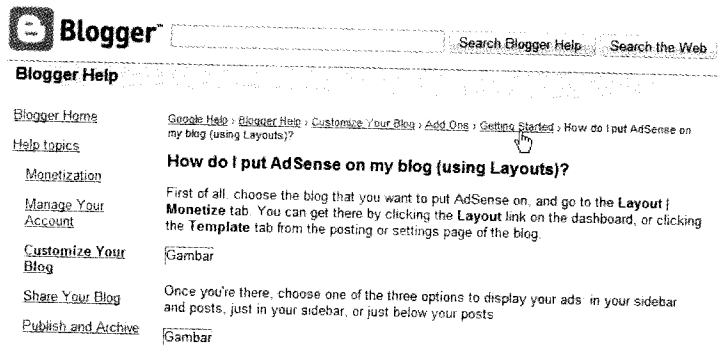 Blogger™
Search Blogger Help
Search the Web
Blogger Help
Blogger Home
Help topics
Monetization
Manage Your
Account
Customize Your
Blog
Share Your Blog
Publish and Archive
Google Help › Blogger Help › Customize Your Blog › Add Ons › Getting Started › How do I put AdSense on
my blog (using Layouts)?
How do I put AdSense on my blog (using Layouts)?
First of all, choose the blog that you want to put AdSense on, and go to the Layout |
Monetize tab. You can get there by clicking the Layout link on the dashboard, or clicking
the Template tab from the posting or settings page of the blog.
Gambar
Once you're there, choose one of the three options to display your ads: in your sidebar
and posts, just in your sidebar, or just below your posts
Gambar